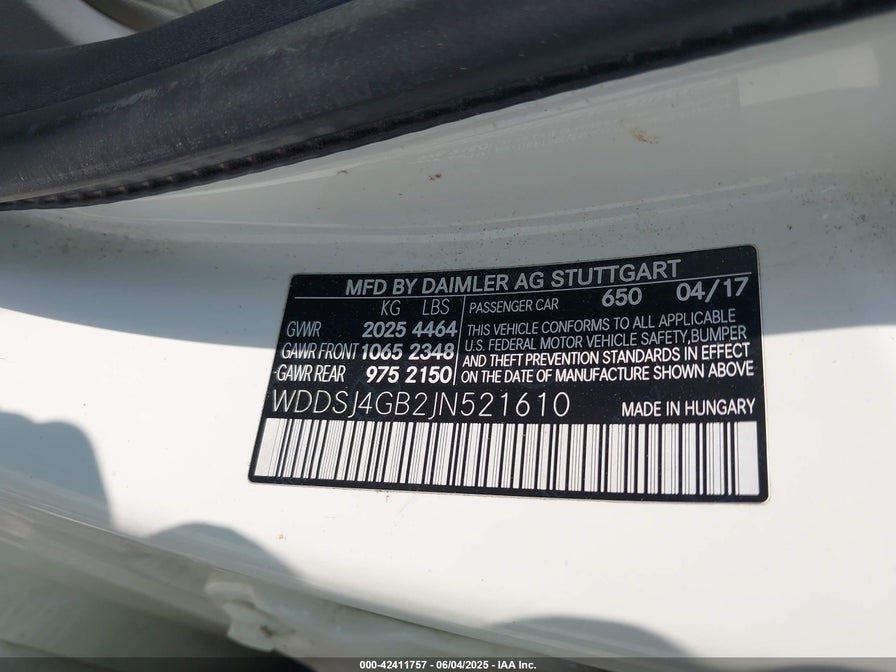 MFD BY DAIMLER AG STUTTGART
KG LBS
GVWR 2025 4464
GAWR FRONT 1065 2348
GAWR REAR 975 2150
PASSENGER CAR 650 04/17
THIS VEHICLE CONFORMS TO ALL APPLICABLE
U.S. FEDERAL MOTOR VEHICLE SAFETY, BUMPER
AND THEFT PREVENTION STANDARDS IN EFFECT
ON THE DATE OF MANUFACTURE SHOWN ABOVE
WDDSJ4GB2JN521610
MADE IN HUNGARY
000-42411757 - 06/04/2025 - IAA Inc.